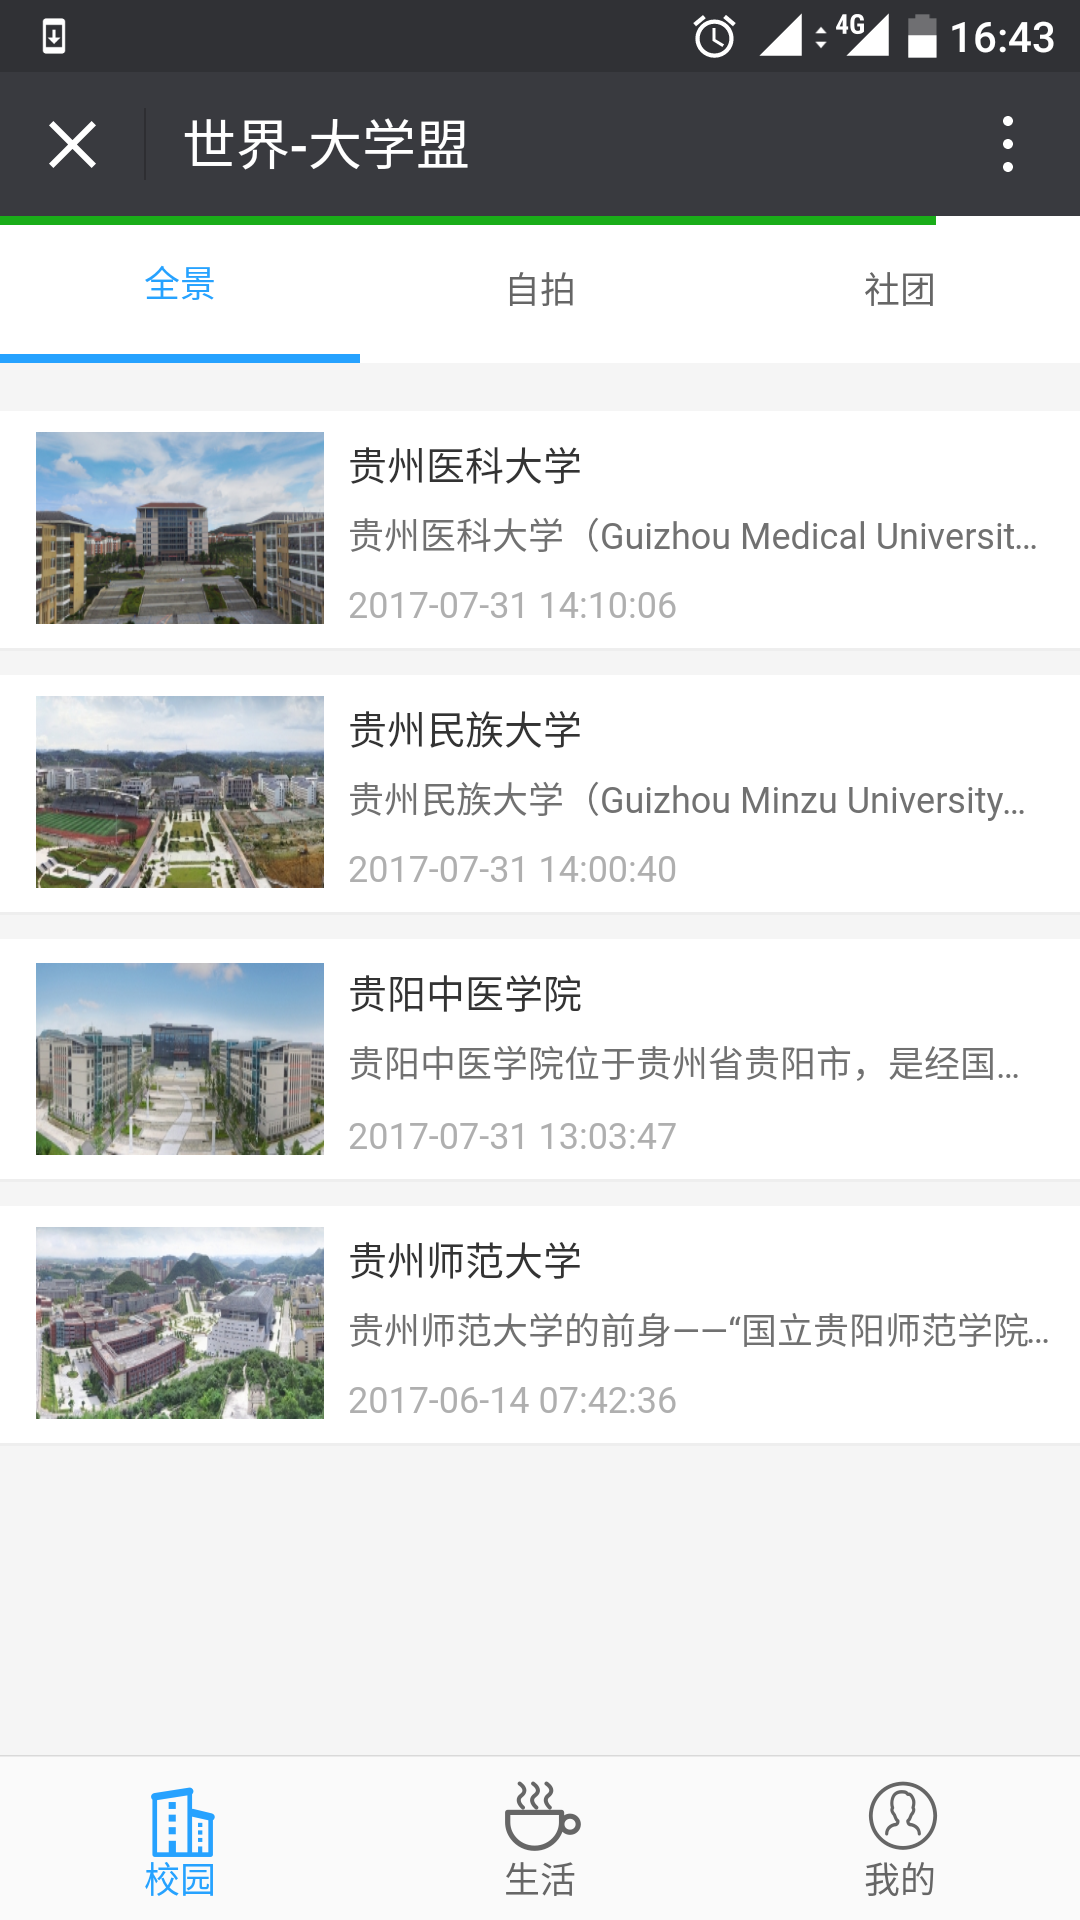 4G 16:43
世界-大学盟
全景 自拍 社团
贵州医科大学
贵州医科大学（Guizhou Medical Universit...
2017-07-31 14:10:06
贵州民族大学
贵州民族大学（Guizhou Minzu University...
2017-07-31 14:00:40
贵阳中医学院
贵阳中医学院位于贵州省贵阳市，是经国...
2017-07-31 13:03:47
贵州师范大学
贵州师范大学的前身——“国立贵阳师范学院...
2017-06-14 07:42:36
校园 生活 我的